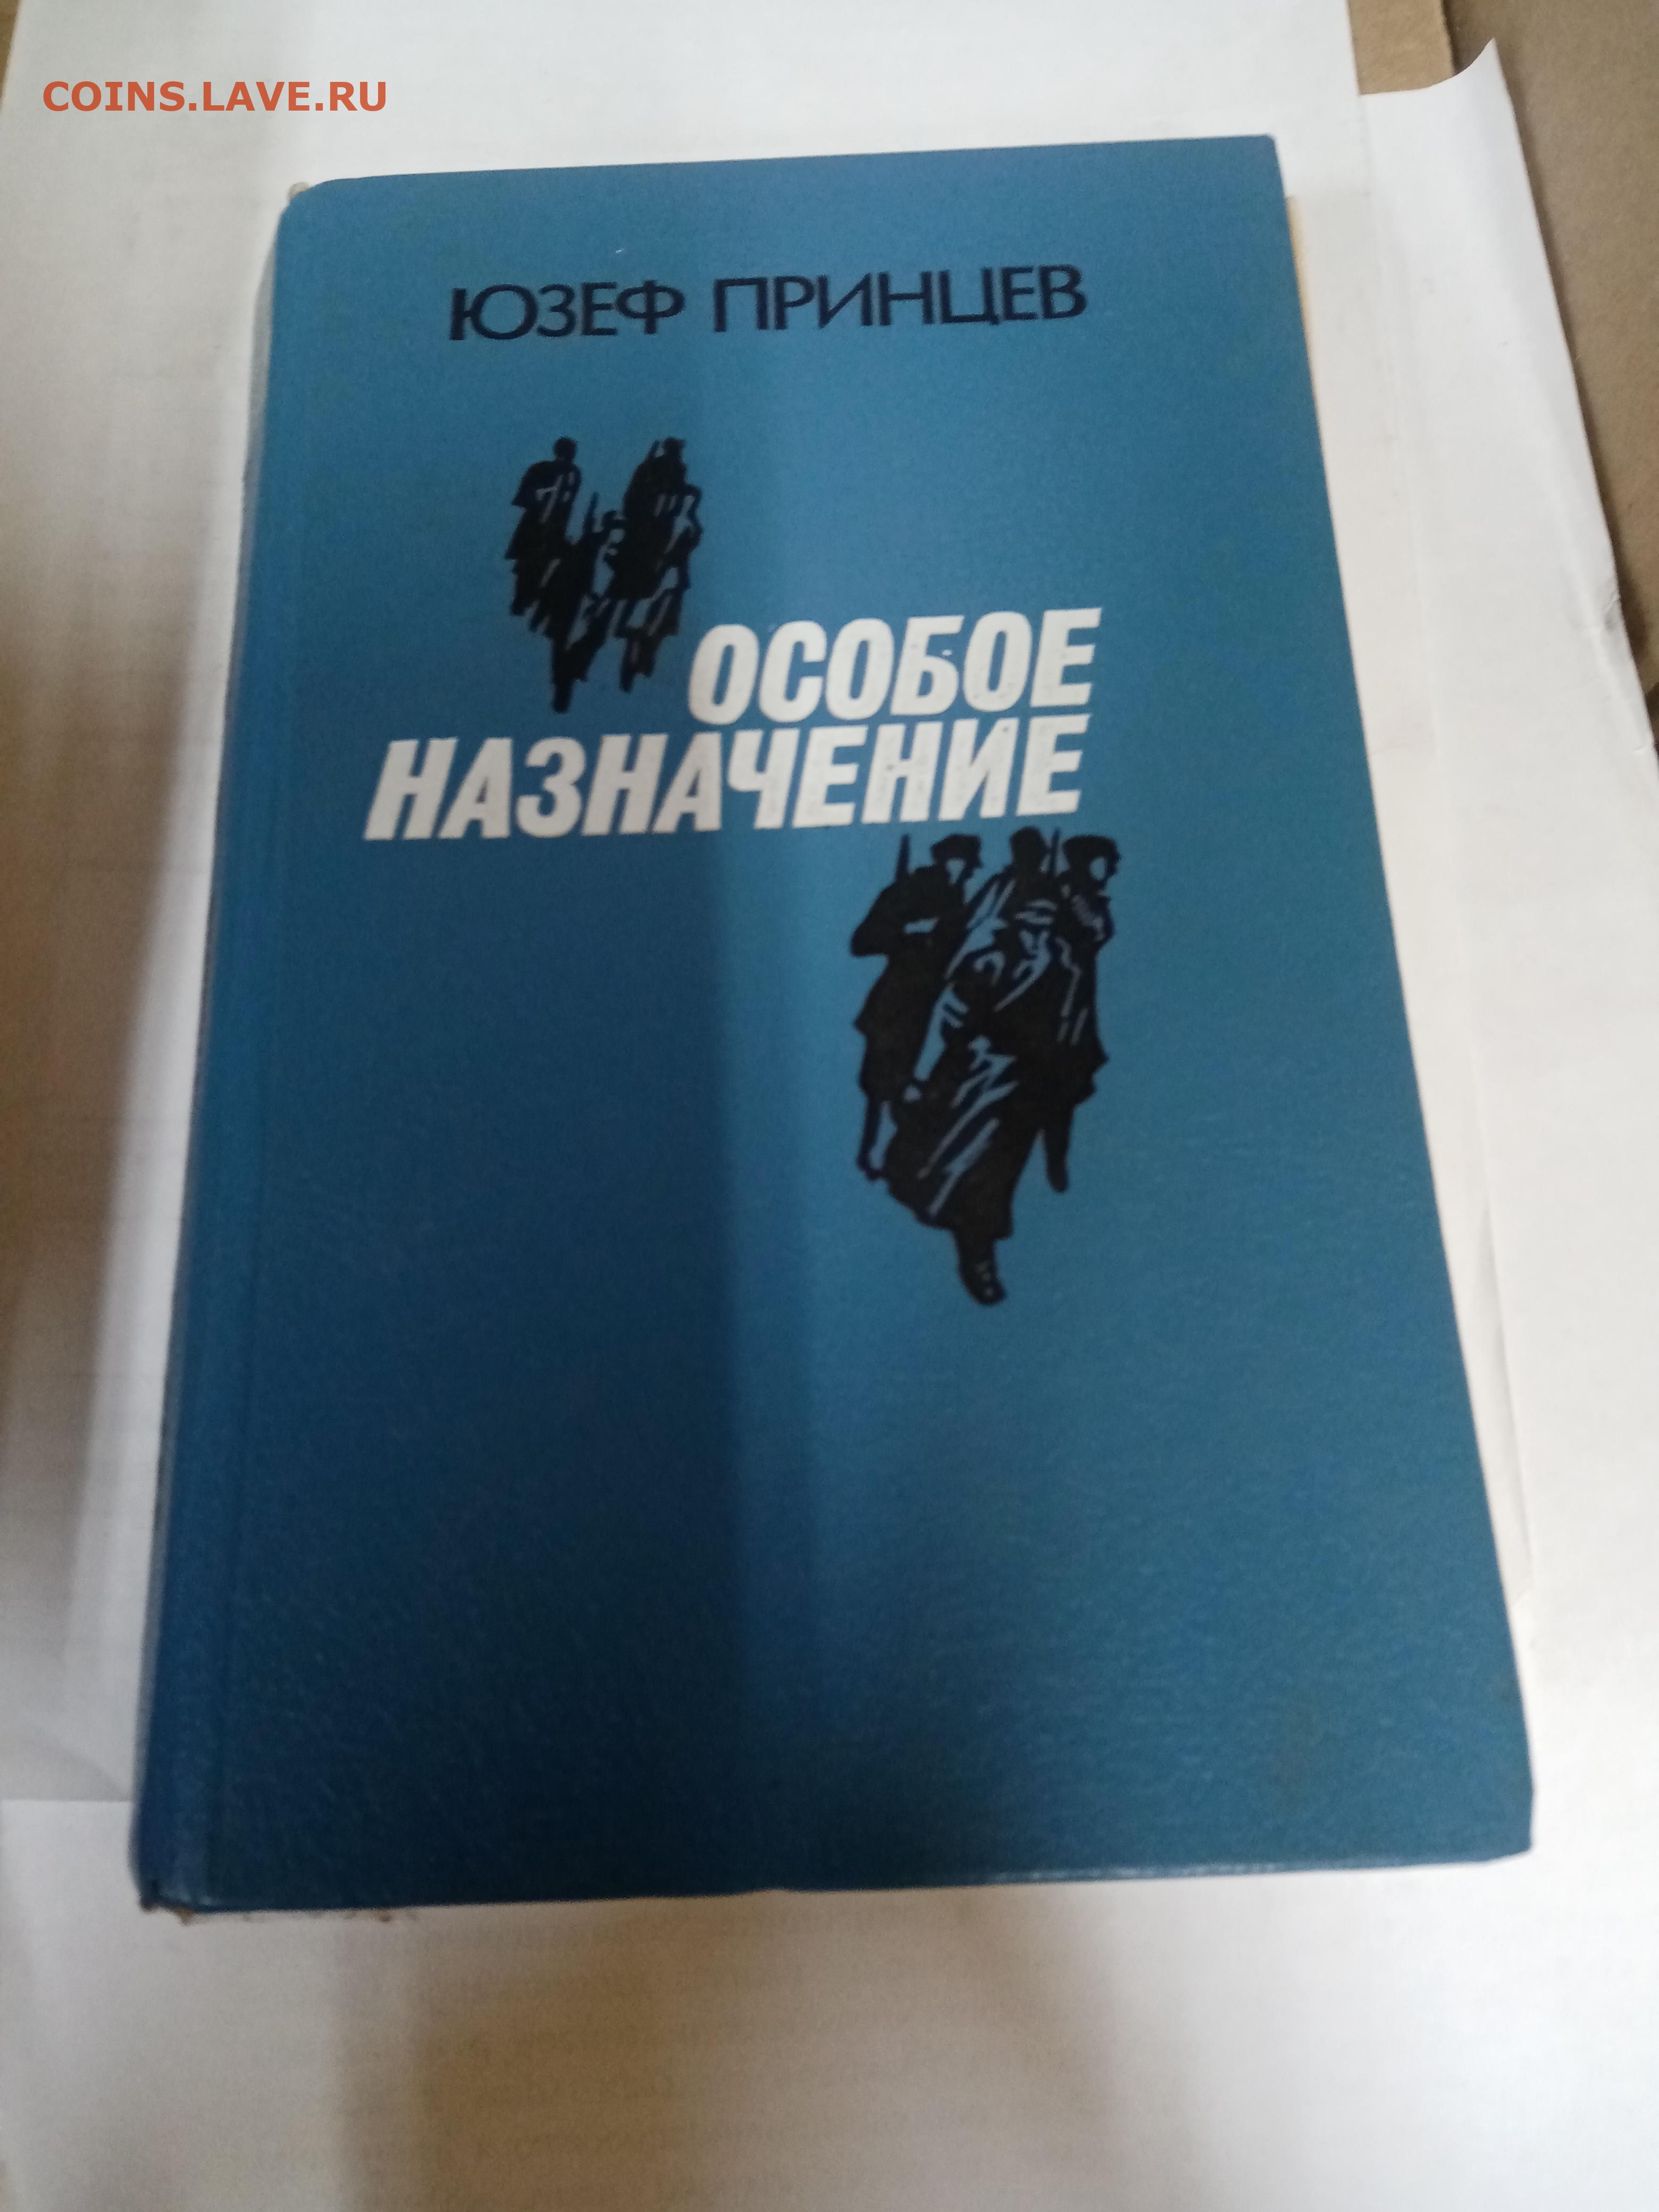 COINS.LAVE.RU
ЮЗЕФ ПРИНЦЕВ
ОСОБОЕ
НАЗНАЧЕНИЕ